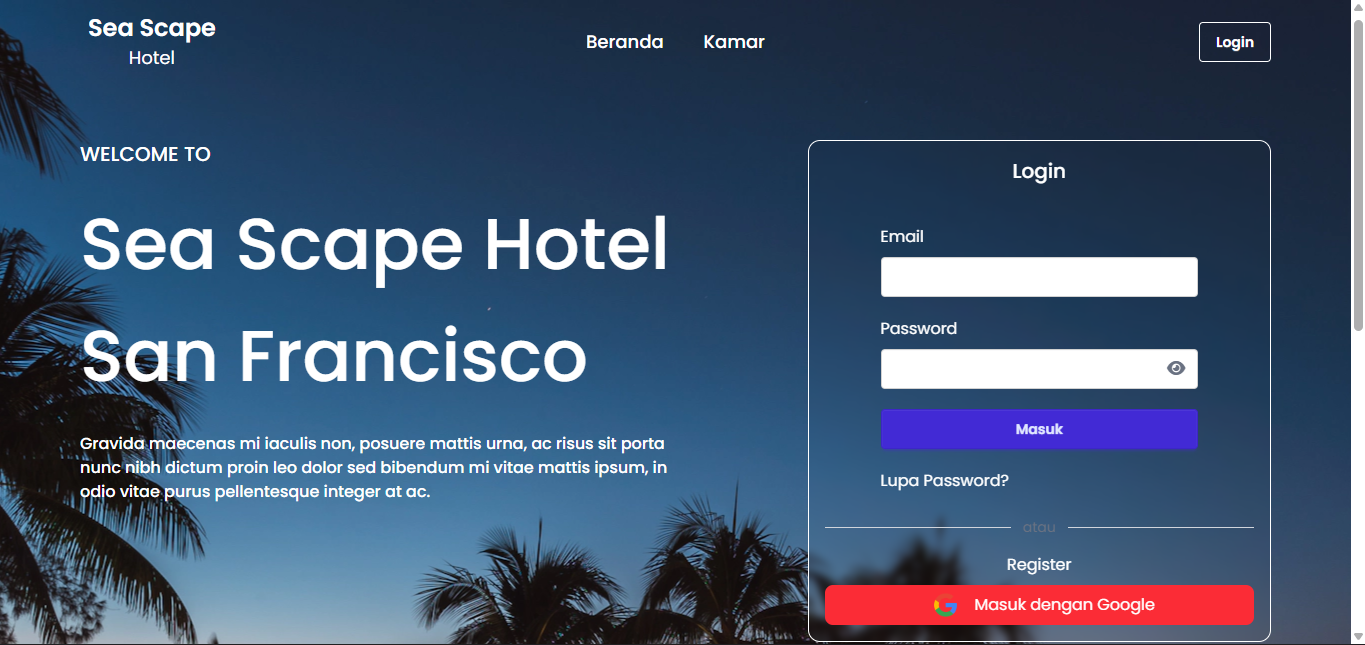 Sea Scape
Hotel
Beranda
Kamar
Login
WELCOME TO
Sea Scape Hotel
San Francisco
Gravida maecenas mi iaculis non, posuere mattis urna, ac risus sit porta
nunc nibh dictum proin leo dolor sed bibendum mi vitae mattis ipsum, in
odio vitae purus pellentesque integer at ac.
Login
Email
Password
Masuk
Lupa Password?
atau
Register
Masuk dengan Google